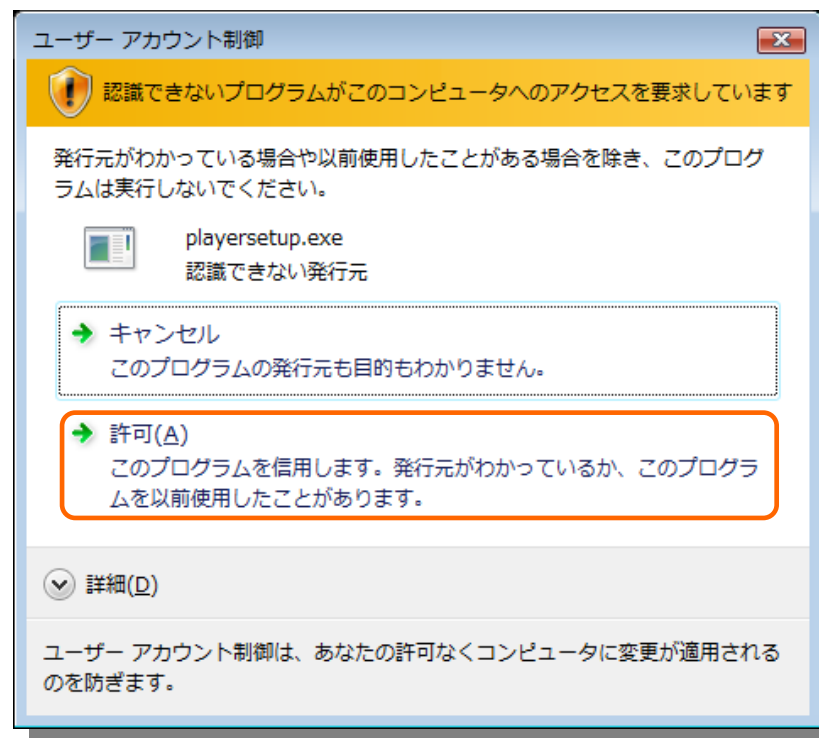 ユーザー アカウント制御
認識できないプログラムがこのコンピュータへのアクセスを要求しています
発行元がわかっている場合や以前使用したことがある場合を除き、このプログ
ラムは実行しないでください。
playersetup.exe
認識できない発行元
キャンセル
このプログラムの発行元も目的もわかりません。
許可(A)
このプログラムを信用します。発行元がわかっているか、このプログラ
ムを以前使用したことがあります。
詳細(D)
ユーザー アカウント制御は、あなたの許可なくコンピュータに変更が適用される
のを防ぎます。